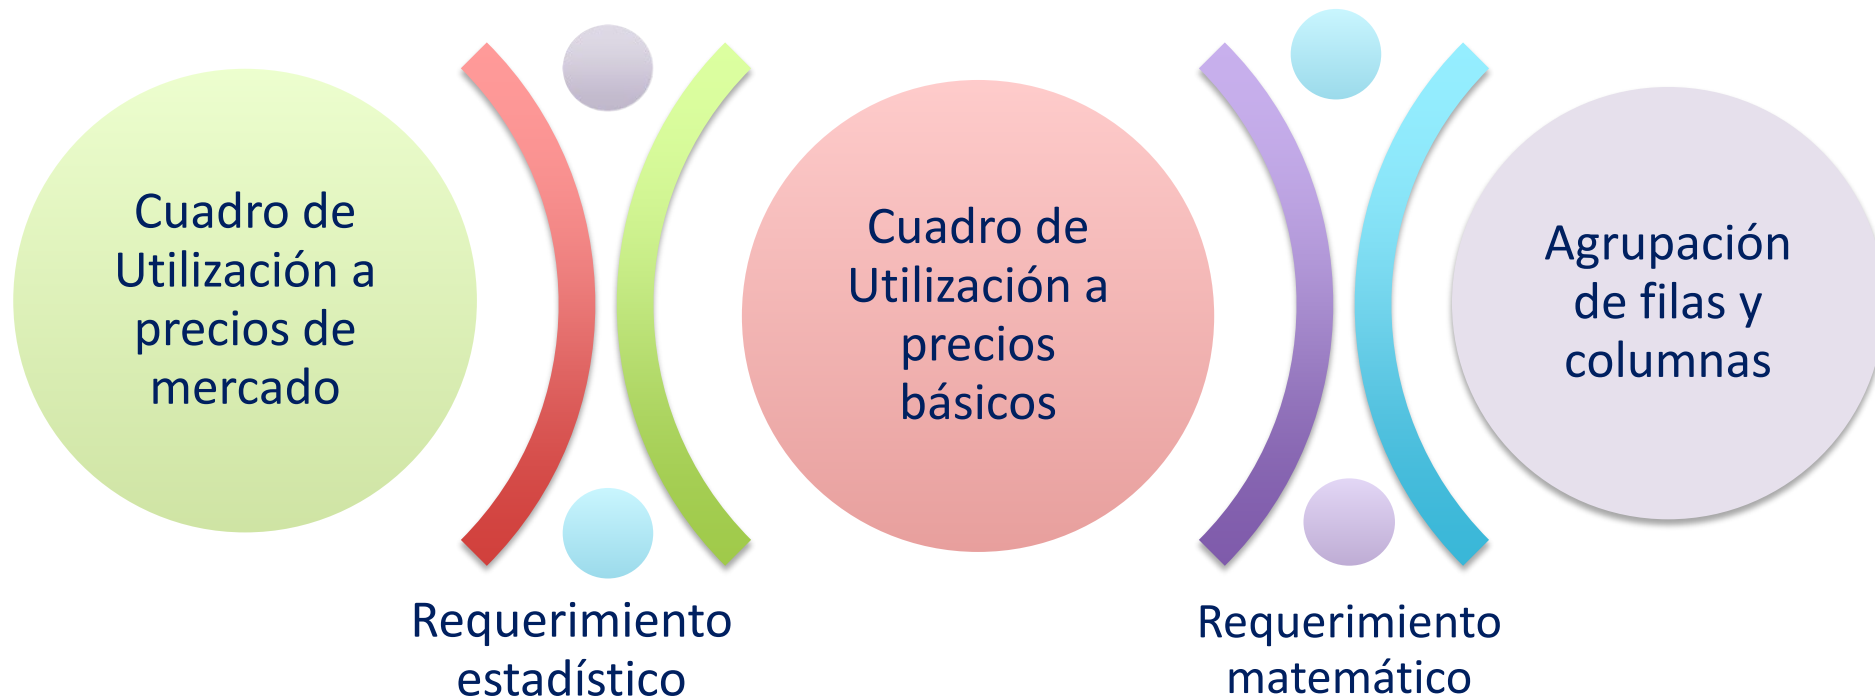 Cuadro de
Utilización a
precios de
mercado
Requerimiento
estadístico
Cuadro de
Utilización a
precios
básicos
Requerimiento
matemático
Agrupación
de filas y
columnas